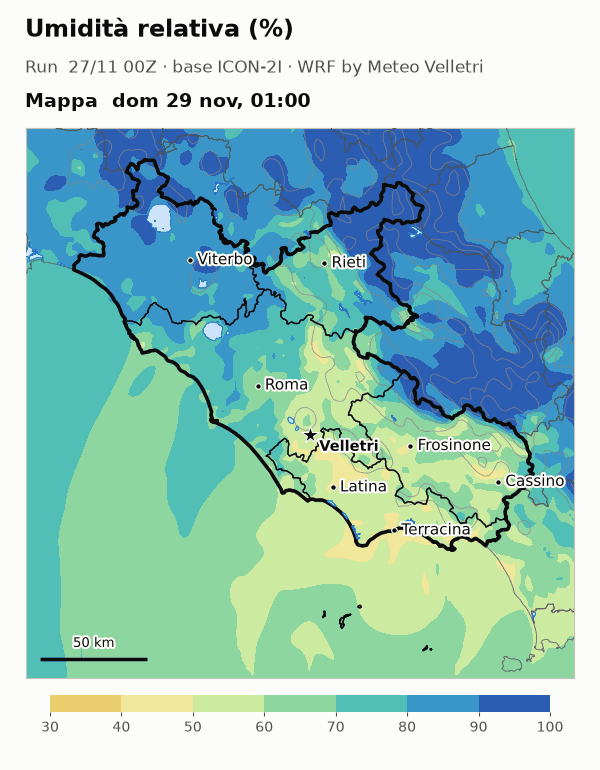 Umidità relativa (%)
Run 27/11 00Z · base ICON-2I · WRF by Meteo Velletri
Mappa dom 29 nov, 01:00
Viterbo
Rieti
Roma
Velletri
Frosinone
Cassino
Latina
Terracina
50 km
30 40 50 60 70 80 90 100